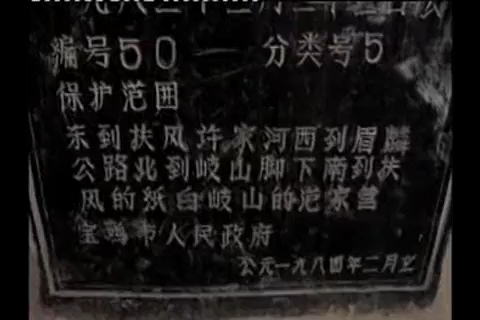 编号50 — 分类号5
保护范围
东到扶风许家河西到眉麟
公路北到岐山脚下南到扶
风的纸白岐山的范家营
宝鸡市人民政府
公元一九八四年二月立